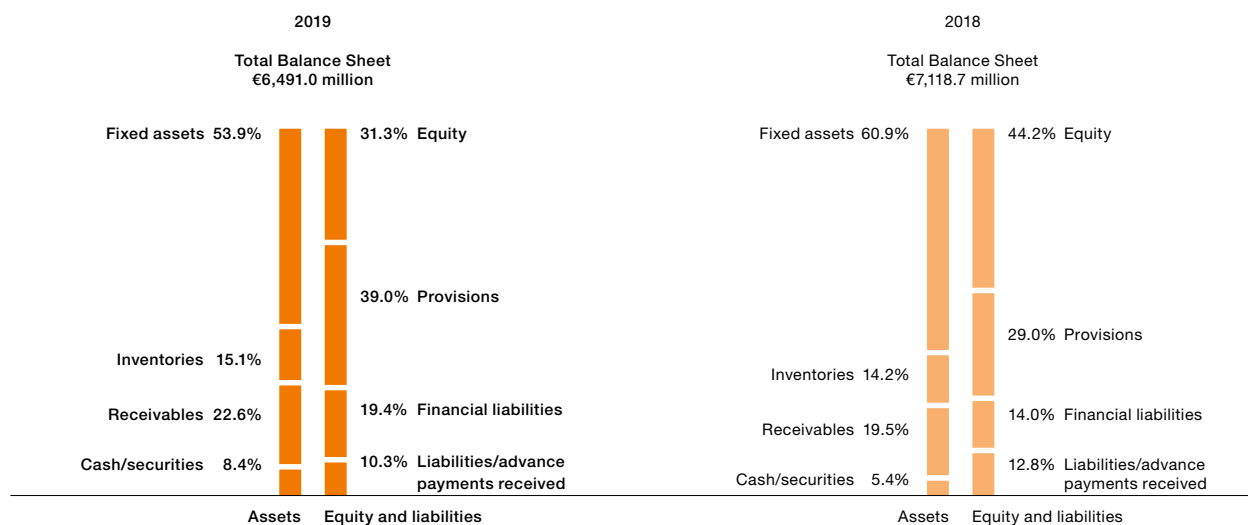 2019
Total Balance Sheet
€6,491.0 million
Fixed assets 53.9%
31.3% Equity
39.0% Provisions
Inventories 15.1%
Receivables 22.6%
19.4% Financial liabilities
Cash/securities 8.4%
10.3% Liabilities/advance
payments received
Assets
Equity and liabilities
2018
Total Balance Sheet
€7,118.7 million
Fixed assets 60.9%
44.2% Equity
29.0% Provisions
Inventories 14.2%
Receivables 19.5%
14.0% Financial liabilities
Cash/securities 5.4%
12.8% Liabilities/advance
payments received
Assets
Equity and liabilities